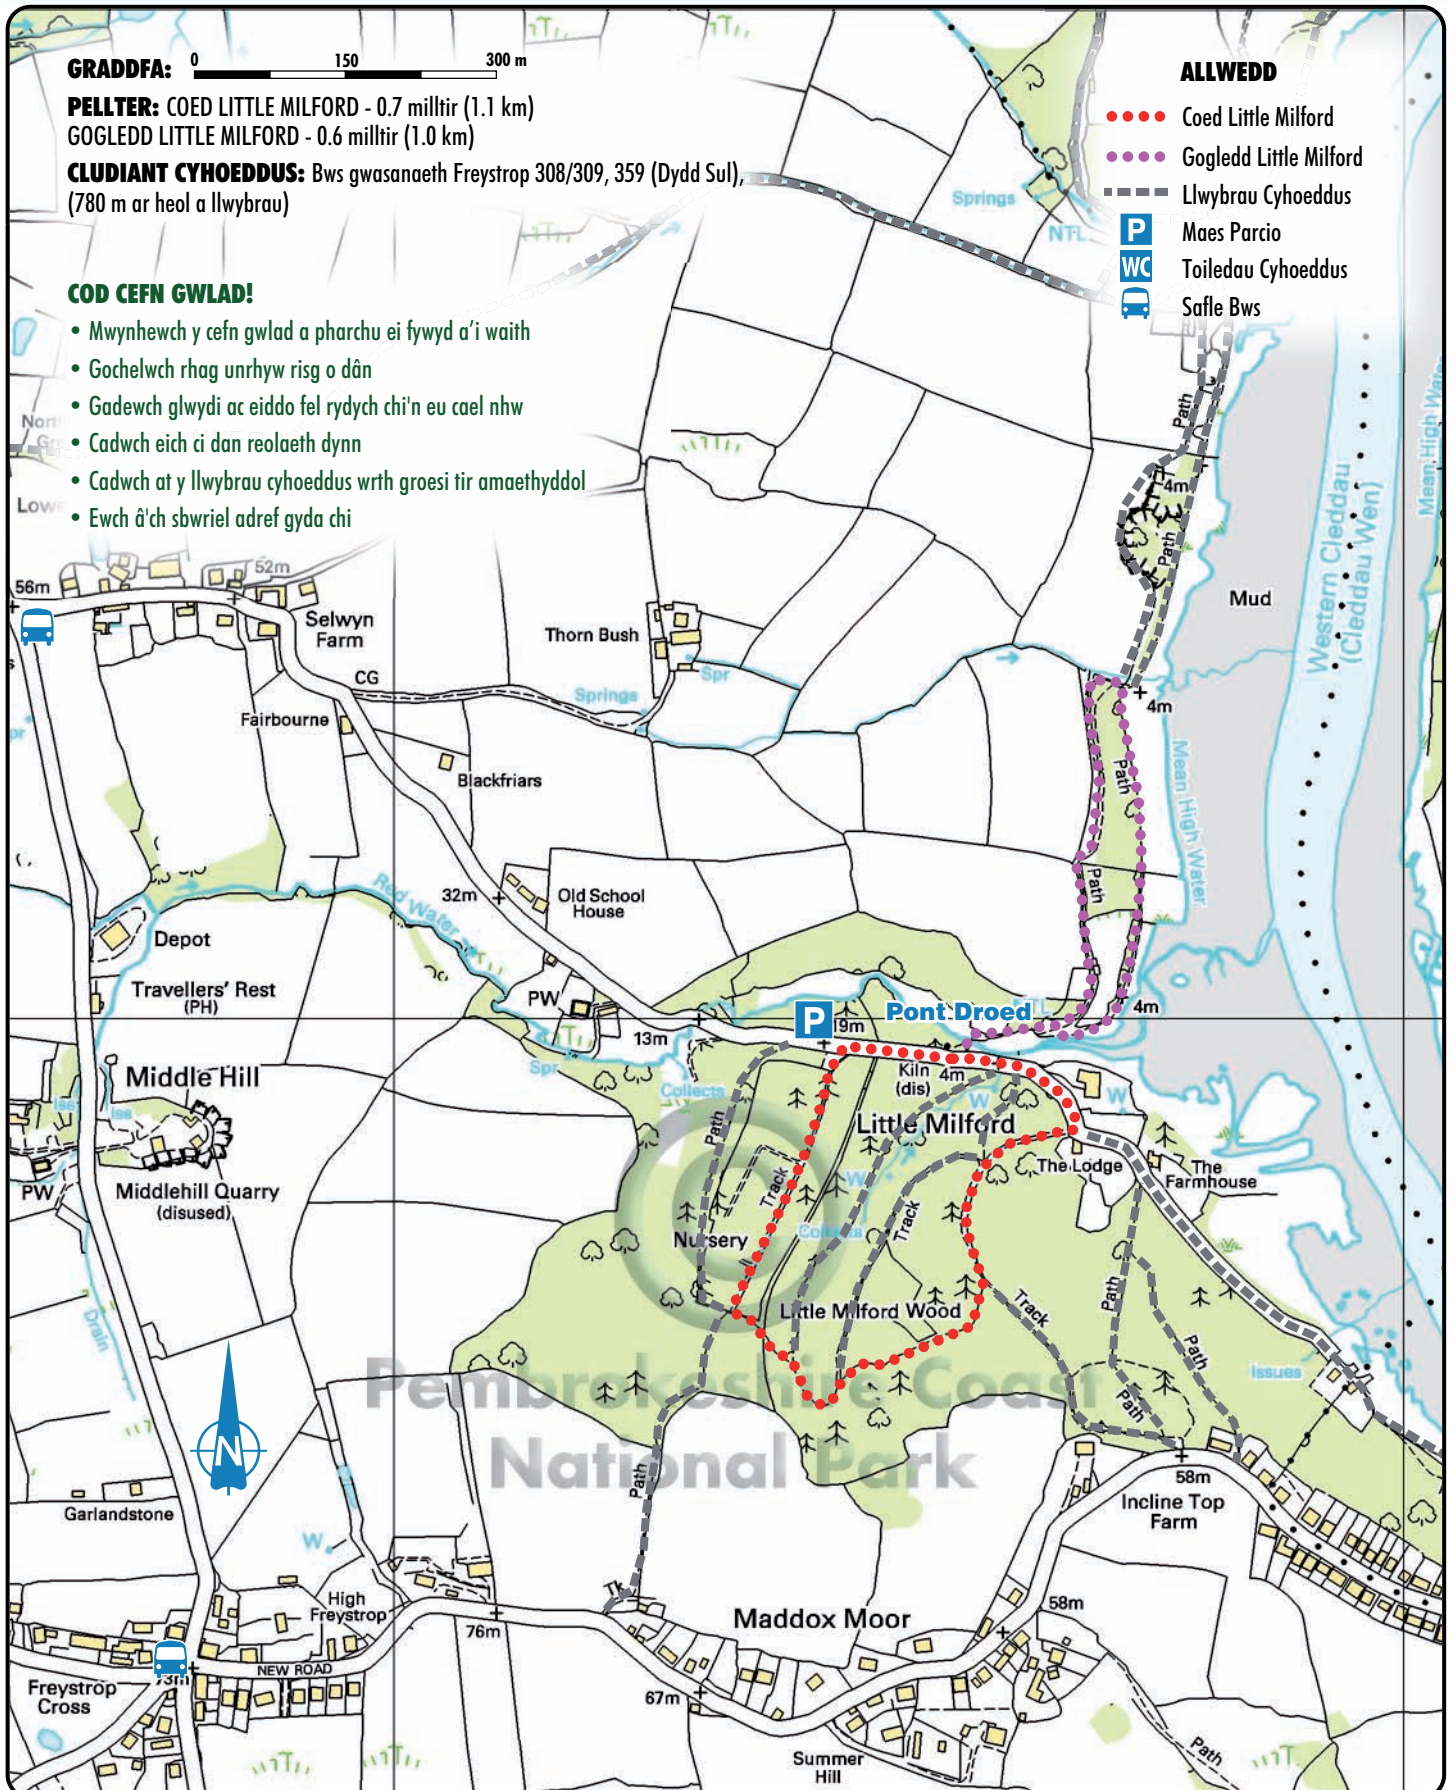 GRADDFA: 0 150 300 m
PELLTER: COED LITTLE MILFORD - 0.7 milltir (1.1 km)
GOGLEDD LITTLE MILFORD - 0.6 milltir (1.0 km)
CLUDIANT CYHOEDDUS: Bws gwasanaeth Freystrop 308/309, 359 (Dydd Sul),
(780 m ar heol a llwybrau)
ALLWEDD
Coed Little Milford
Gogledd Little Milford
Llwybrau Cyhoeddus
P Maes Parcio
WC Toiledau Cyhoeddus
Safle Bws
COD CEFN GWLAD!
• Mwynhewch y cefn gwlad a pharchu ei fywyd a'i waith
• Gochelwch rhag unrhyw risg o dân
• Gadewch glwydi ac eiddo fel rydych chi'n eu cael nhw
• Cadwch eich ci dan reolaeth dynn
• Cadwch at y llwybrau cyhoeddus wrth groesi tir amaethyddol
• Ewch â'ch sbwriel adref gyda chi
Springs
NTL
Path
4m
Path
Mud
Western Cleddau
(Cleddau Wen)
Mean High Water
56m
52m
Selwyn
Farm
Thorn Bush
Spr
Springs
CG
Fairbourne
Blackfriars
4m
Path
Mean High Water
Path
32m
Old School
House
Red Water
Depot
Travellers' Rest
(PH)
PW
13m
P
19m
Pont Droed
4m
Spr
Collects
Kiln
(dis)
4m
W
W
Middle Hill
Iss
Iss
Path
Little Milford
The Lodge
The
Farmhouse
PW
Middlehill Quarry
(disused)
Track
W
Track
Collects
Nursery
Drain
Little Milford Wood
Track
Path
Path
Issues
Pembrokeshire Coast
National Park
Path
Path
N
58m
Incline Top
Farm
Garlandstone
W
High
Freystrop
Tk
76m
Maddox Moor
58m
NEW ROAD
73m
Freystrop
Cross
67m
Summer
Hill
Path